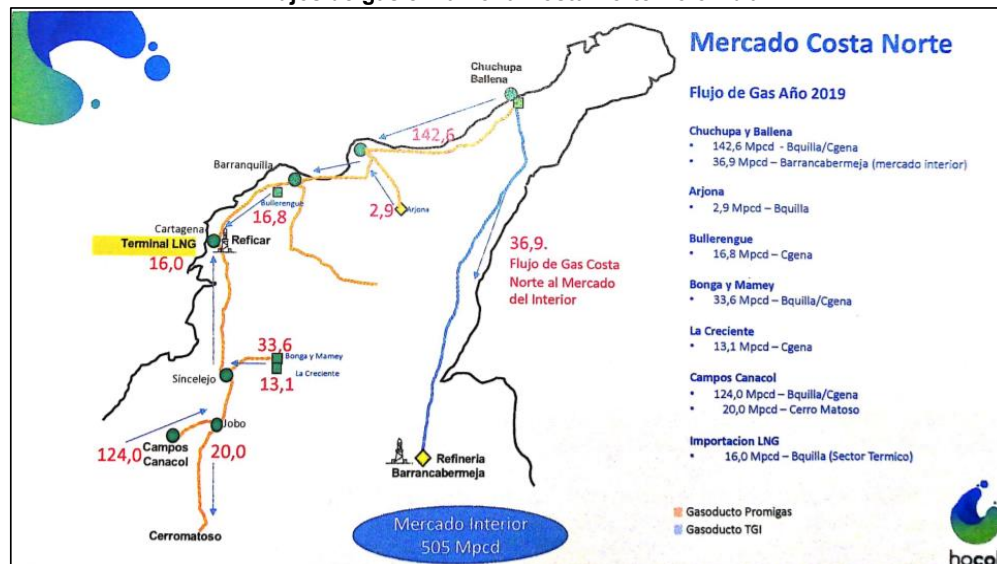 Mercado Costa Norte
Flujo de Gas Año 2019
Chuchupa y Ballena
• 142,6 Mpcd - Bquilla/Cgena
• 36,9 Mpcd – Barrancabermeja (mercado interior)
Arjona
• 2,9 Mpcd – Bquilla
Bullerengue
• 16,8 Mpcd – Cgena
Bonga y Mamey
• 33,6 Mpcd – Bquilla/Cgena
La Creciente
• 13,1 Mpcd – Cgena
Campos Canacol
• 124,0 Mpcd – Bquilla/Cgena
• 20,0 Mpcd – Cerro Matoso
Importacion LNG
• 16,0 Mpcd – Bquilla (Sector Termico)
Chuchupa
Ballena
142,6
Barranquilla
Bullerengue
16,8
2,9
Arjona
Cartagena
Terminal LNG
Reficar
16,0
36,9.
Flujo de Gas Costa
Norte al Mercado
del Interior
33,6
Bonga y Mamey
La Creciente
13,1
Sincelejo
Jobo
124,0
Campos
Canacol
20,0
Cerromatoso
Refineria
Barrancabermeja
Mercado Interior
505 Mpcd
Gasoducto Promigas
Gasoducto TGI
hocol